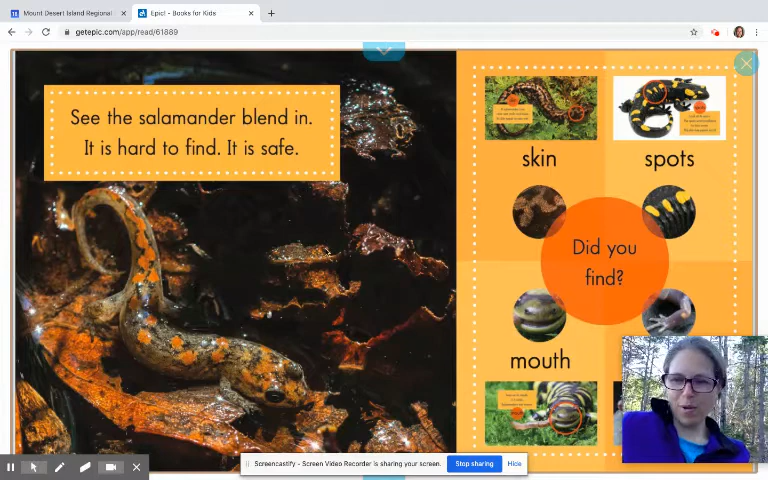 Mount Desert Island Regional
Epic! - Books for Kids
getepic.com/app/read/61889
See the salamander blend in.
It is hard to find. It is safe.
skin
spots
Did you
find?
mouth
Screencastify - Screen Video Recorder is sharing your screen.
Stop sharing
Hide